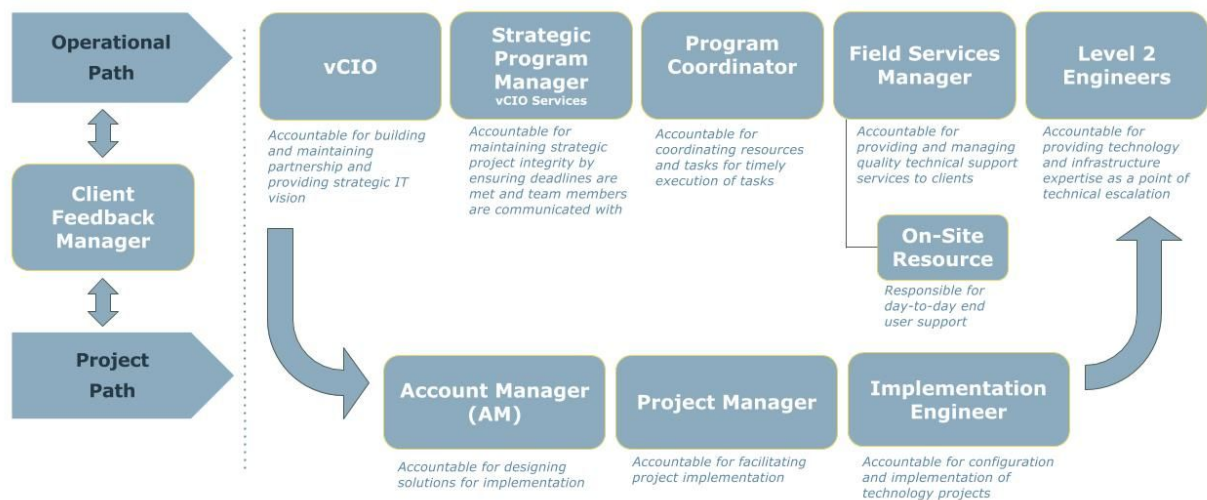 Operational
Path
Client
Feedback
Manager
Project
Path
vCIO
Accountable for building
and maintaining
partnership and
providing strategic IT
vision
Strategic
Program
Manager
vCIO Services
Accountable for
maintaining strategic
project integrity by
ensuring deadlines are
met and team members
are communicated with
Program
Coordinator
Accountable for
coordinating resources
and tasks for timely
execution of tasks
Field Services
Manager
Accountable for
providing and managing
quality technical support
services to clients
On-Site
Resource
Responsible for
day-to-day end
user support
Level 2
Engineers
Accountable for
providing technology
and infrastructure
expertise as a point of
technical escalation
Account Manager
(AM)
Accountable for designing
solutions for implementation
Project Manager
Accountable for facilitating
project implementation
Implementation
Engineer
Accountable for configuration
and implementation of
technology projects